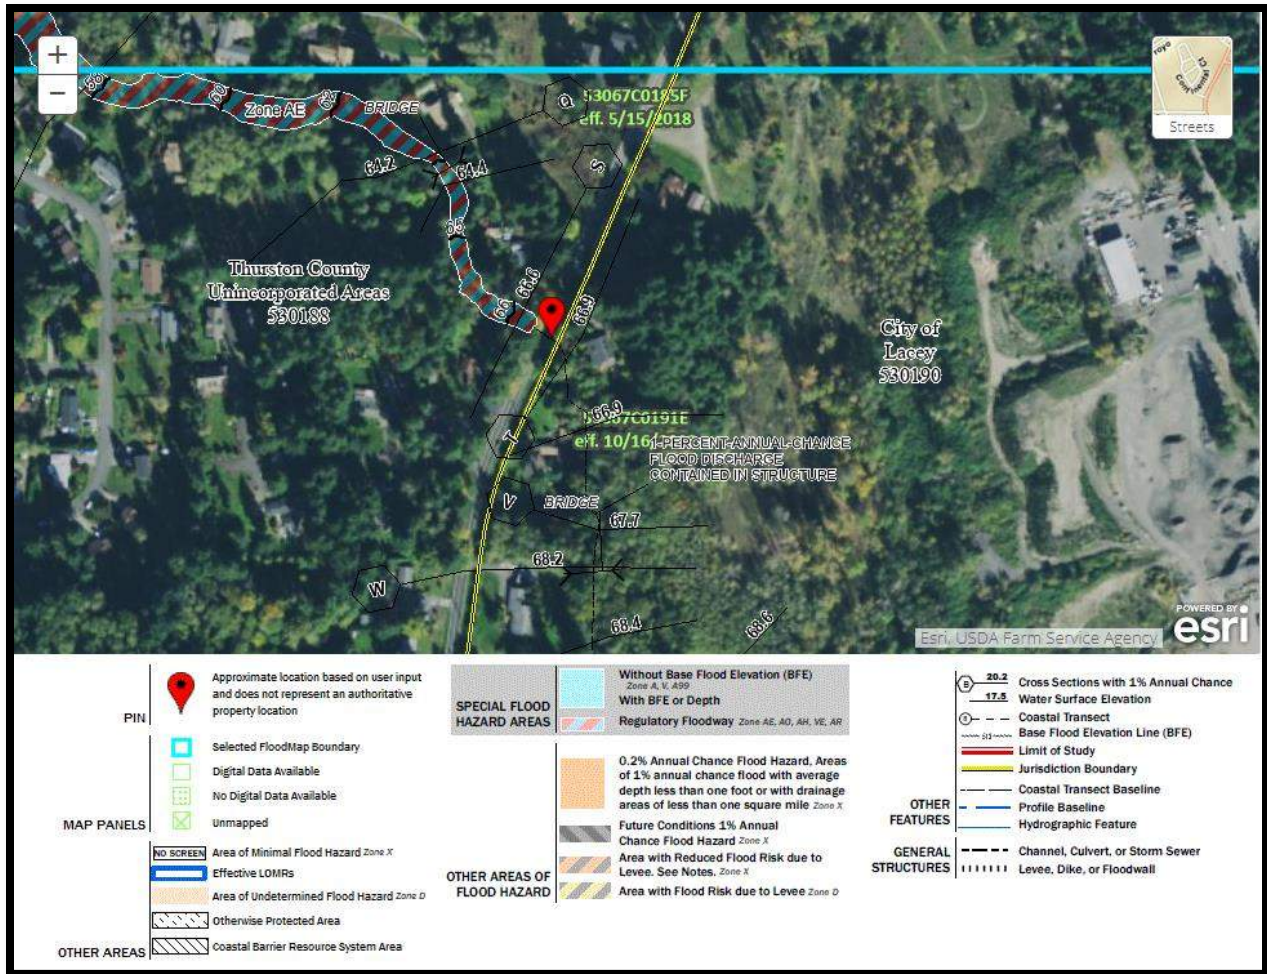 +
−
58
60
Zone AE
62
BRIDGE
Q
53067C0185F
eff. 5/15/2018
Streets
S
64.2
64.4
65
Thurston County
Unincorporated Areas
530188
66
66.6
66.9
City of
Lacey
530190
66.9
53067C0191E
eff. 10/16
1-PERCENT-ANNUAL-CHANCE
FLOOD DISCHARGE
CONTAINED IN STRUCTURE
T
V
BRIDGE
67.7
68.2
W
68.4
68.6
POWERED BY
esri
Esri, USDA Farm Service Agency
PIN
Approximate location based on user input
and does not represent an authoritative
property location
MAP PANELS
Selected FloodMap Boundary
Digital Data Available
No Digital Data Available
Unmapped
OTHER AREAS
NO SCREEN Area of Minimal Flood Hazard Zone X
Effective LOMRs
Area of Undetermined Flood Hazard Zone D
Otherwise Protected Area
Coastal Barrier Resource System Area
SPECIAL FLOOD
HAZARD AREAS
Without Base Flood Elevation (BFE)
Zone A, V, A99
With BFE or Depth
Regulatory Floodway Zone AE, AO, AH, VE, AR
OTHER AREAS OF
FLOOD HAZARD
0.2% Annual Chance Flood Hazard, Areas
of 1% annual chance flood with average
depth less than one foot or with drainage
areas of less than one square mile Zone X
Future Conditions 1% Annual
Chance Flood Hazard Zone X
Area with Reduced Flood Risk due to
Levee. See Notes. Zone X
Area with Flood Risk due to Levee Zone D
OTHER
FEATURES
B 20.2 Cross Sections with 1% Annual Chance
17.5 Water Surface Elevation
Coastal Transect
Base Flood Elevation Line (BFE)
Limit of Study
Jurisdiction Boundary
Coastal Transect Baseline
Profile Baseline
Hydrographic Feature
GENERAL
STRUCTURES
Channel, Culvert, or Storm Sewer
Levee, Dike, or Floodwall